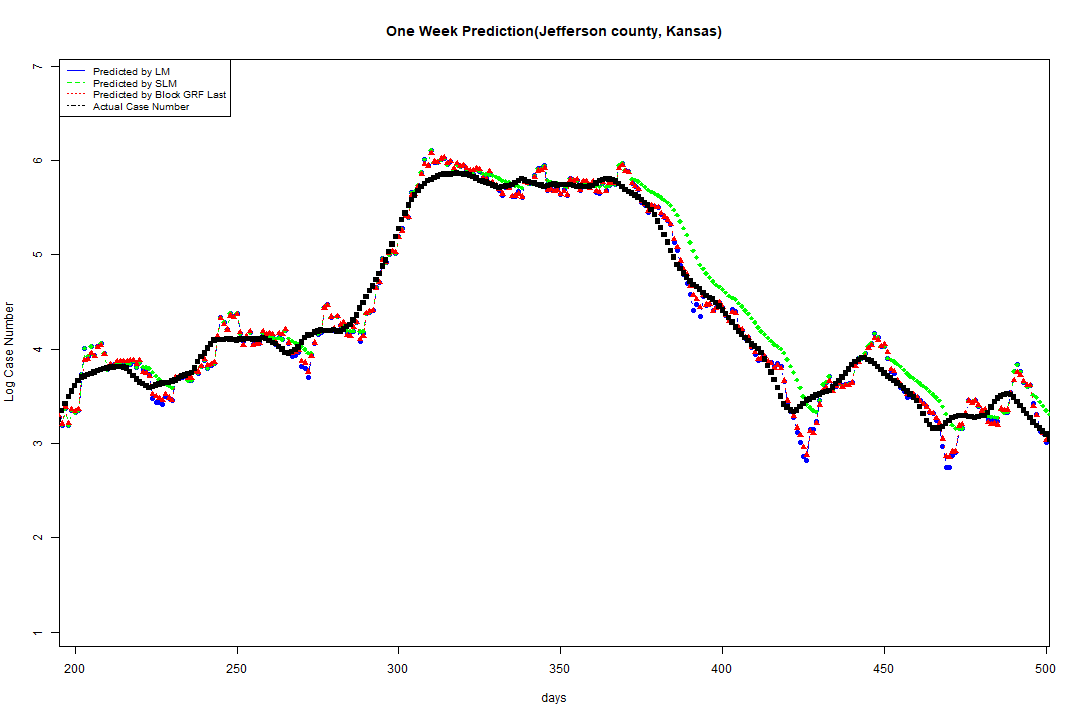 One Week Prediction(Jefferson county, Kansas)
Predicted by LM
Predicted by SLM
Predicted by Block GRF Last
Actual Case Number
7
6
5
4
3
2
1
Log Case Number
200 250 300 350 400 450 500
days